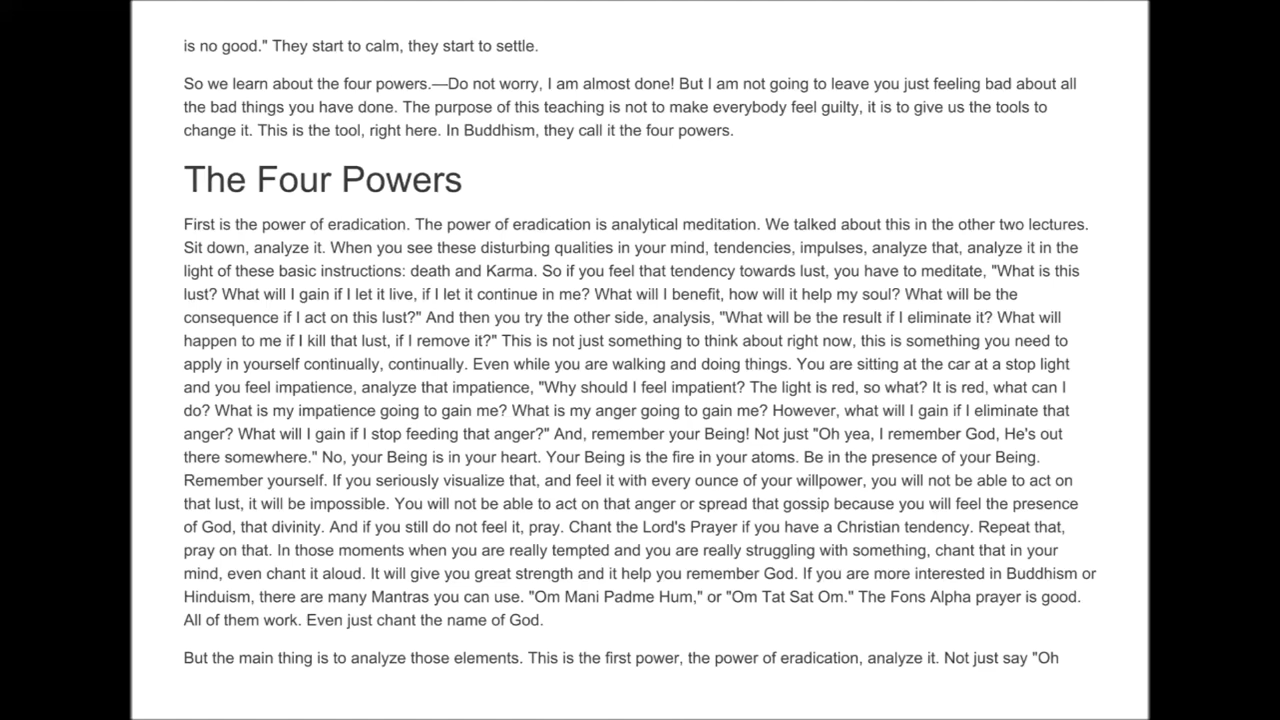 is no good." They start to calm, they start to settle.
So we learn about the four powers.—Do not worry, I am almost done! But I am not going to leave you just feeling bad about all
the bad things you have done. The purpose of this teaching is not to make everybody feel guilty, it is to give us the tools to
change it. This is the tool, right here. In Buddhism, they call it the four powers.
The Four Powers
First is the power of eradication. The power of eradication is analytical meditation. We talked about this in the other two lectures.
Sit down, analyze it. When you see these disturbing qualities in your mind, tendencies, impulses, analyze that, analyze it in the
light of these basic instructions: death and Karma. So if you feel that tendency towards lust, you have to meditate, "What is this
lust? What will I gain if I let it live, if I let it continue in me? What will I benefit, how will it help my soul? What will be the
consequence if I act on this lust?" And then you try the other side, analysis, "What will be the result if I eliminate it? What will
happen to me if I kill that lust, if I remove it?" This is not just something to think about right now, this is something you need to
apply in yourself continually, continually. Even while you are walking and doing things. You are sitting at the car at a stop light
and you feel impatience, analyze that impatience, "Why should I feel impatient? The light is red, so what? It is red, what can I
do? What is my impatience going to gain me? What is my anger going to gain me? However, what will I gain if I eliminate that
anger? What will I gain if I stop feeding that anger?" And, remember your Being! Not just "Oh yea, I remember God, He's out
there somewhere." No, your Being is in your heart. Your Being is the fire in your atoms. Be in the presence of your Being.
Remember yourself. If you seriously visualize that, and feel it with every ounce of your willpower, you will not be able to act on
that lust, it will be impossible. You will not be able to act on that anger or spread that gossip because you will feel the presence
of God, that divinity. And if you still do not feel it, pray. Chant the Lord's Prayer if you have a Christian tendency. Repeat that,
pray on that. In those moments when you are really tempted and you are really struggling with something, chant that in your
mind, even chant it aloud. It will give you great strength and it help you remember God. If you are more interested in Buddhism or
Hinduism, there are many Mantras you can use. "Om Mani Padme Hum," or "Om Tat Sat Om." The Fons Alpha prayer is good.
All of them work. Even just chant the name of God.
But the main thing is to analyze those elements. This is the first power, the power of eradication, analyze it. Not just say "Oh